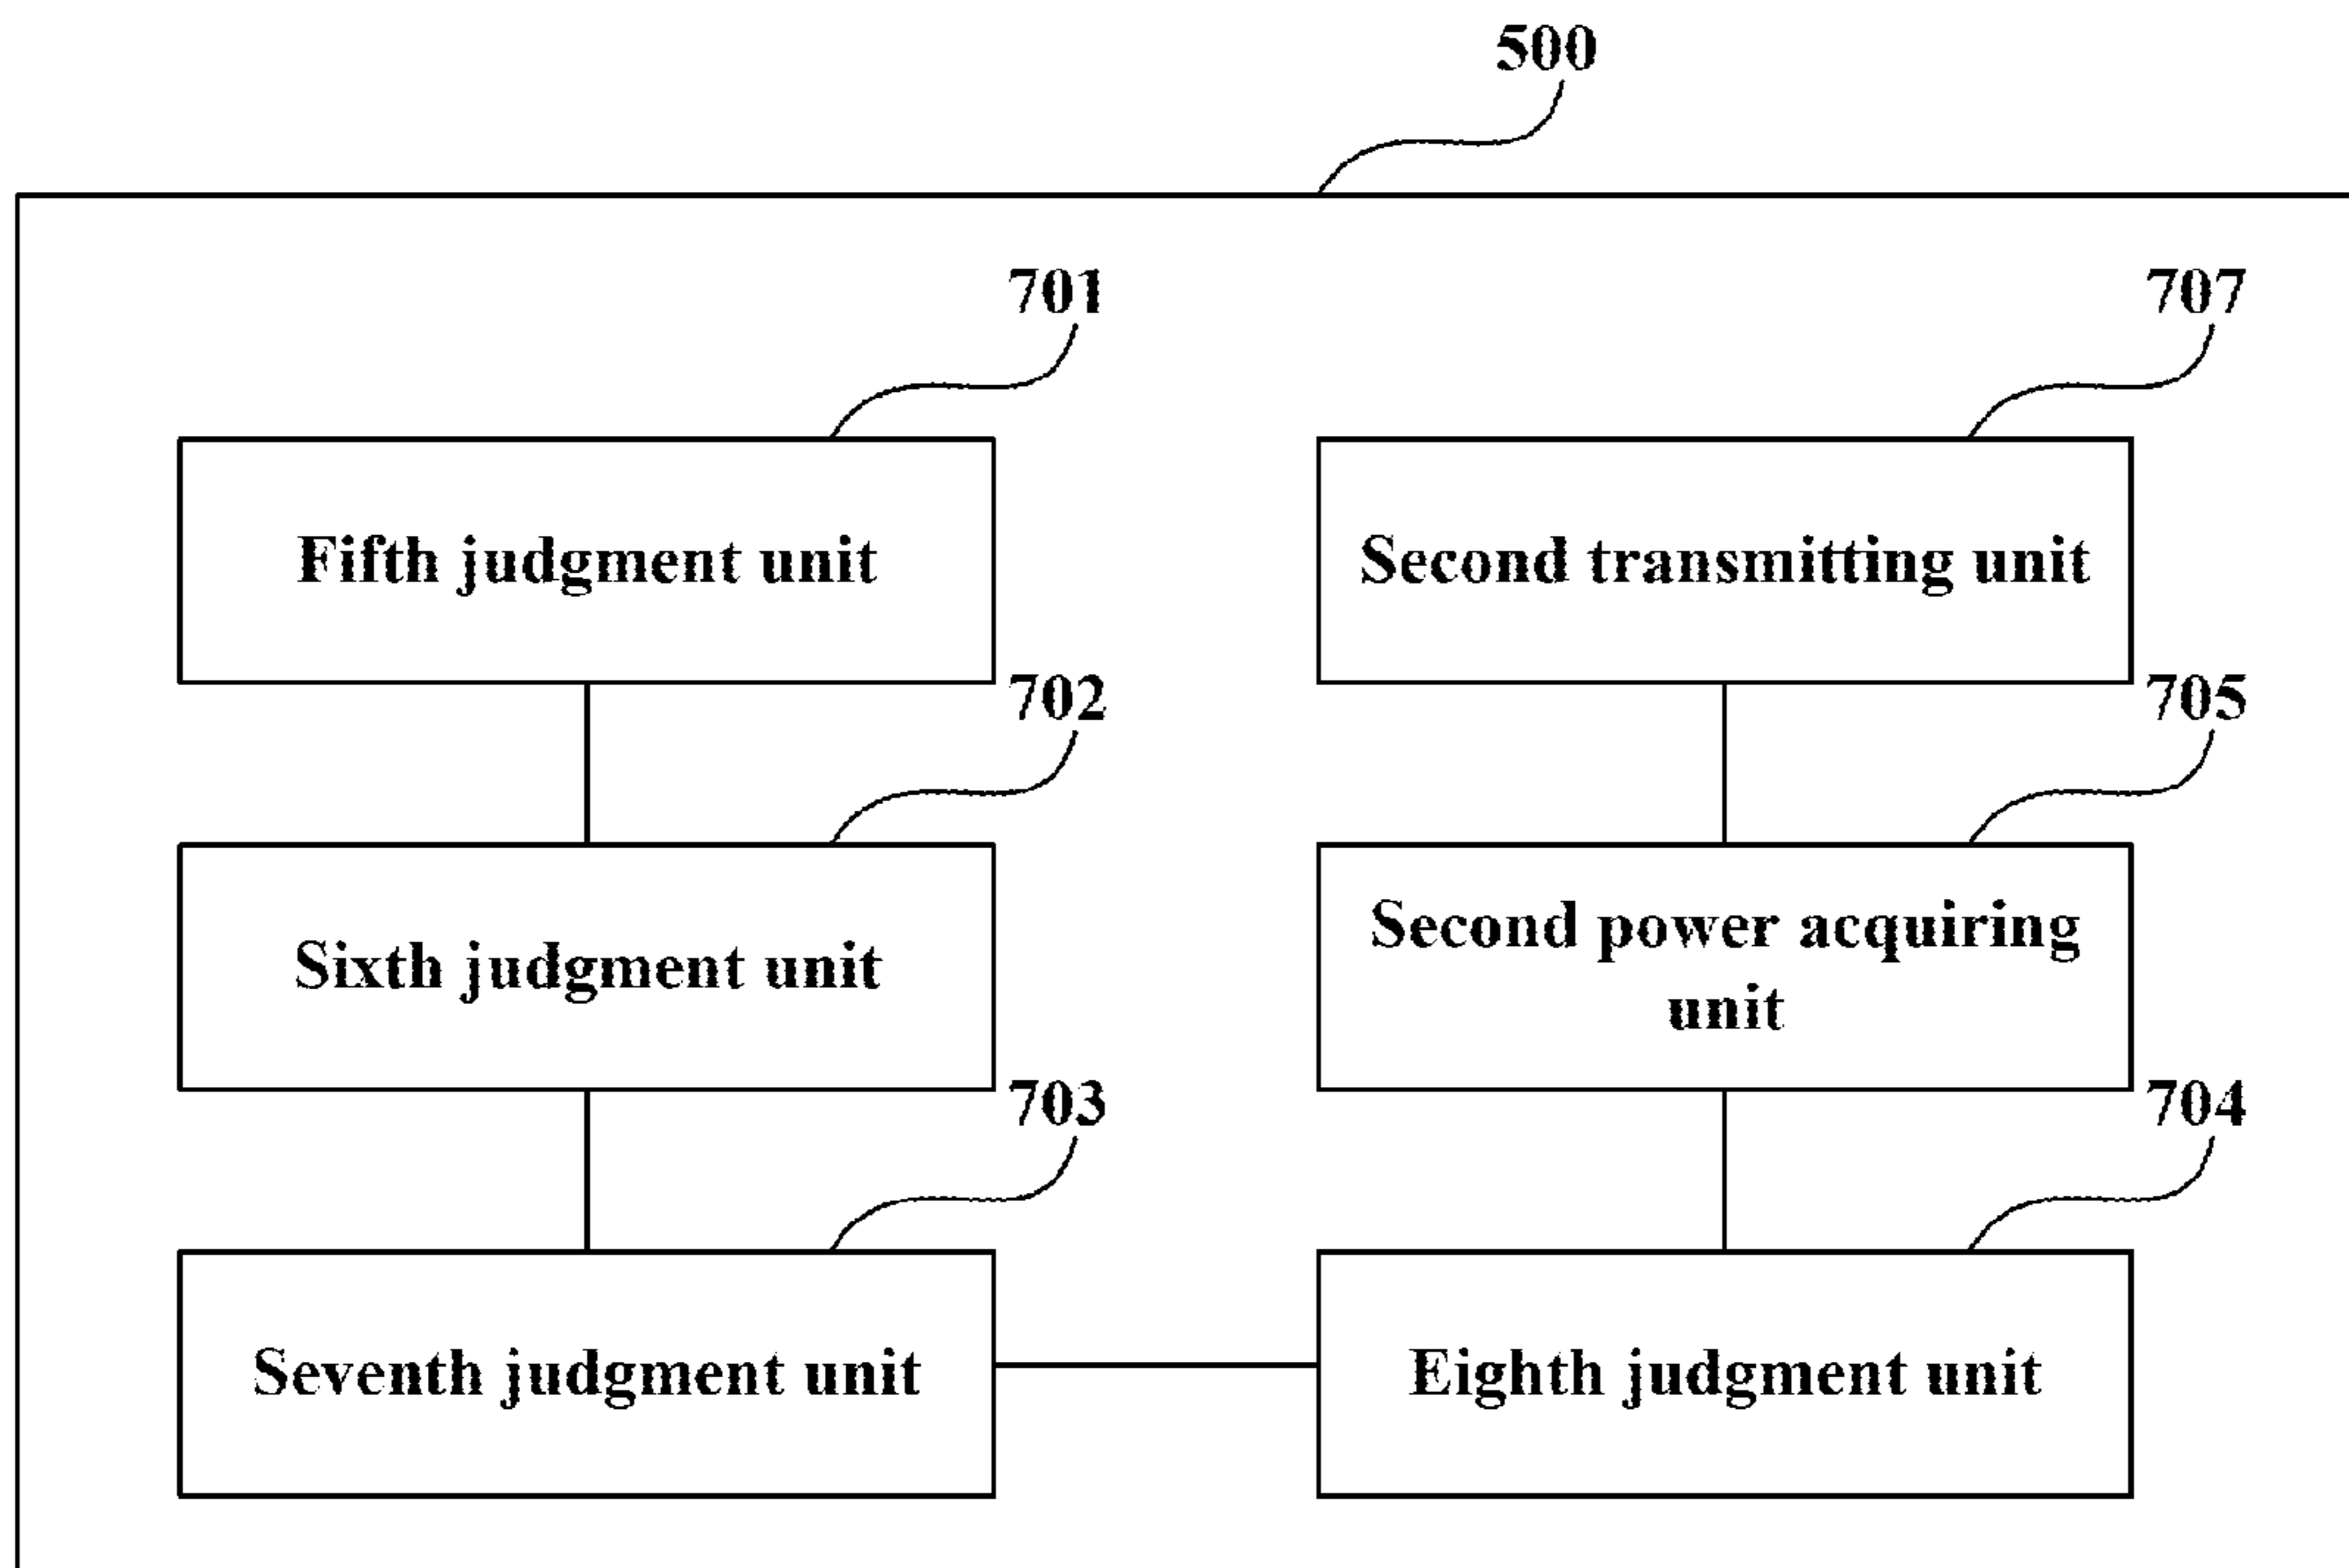 500
701
707
Fifth judgment unit
Second transmitting unit
702
705
Sixth judgment unit
Second power acquiring
unit
703
704
Seventh judgment unit
Eighth judgment unit